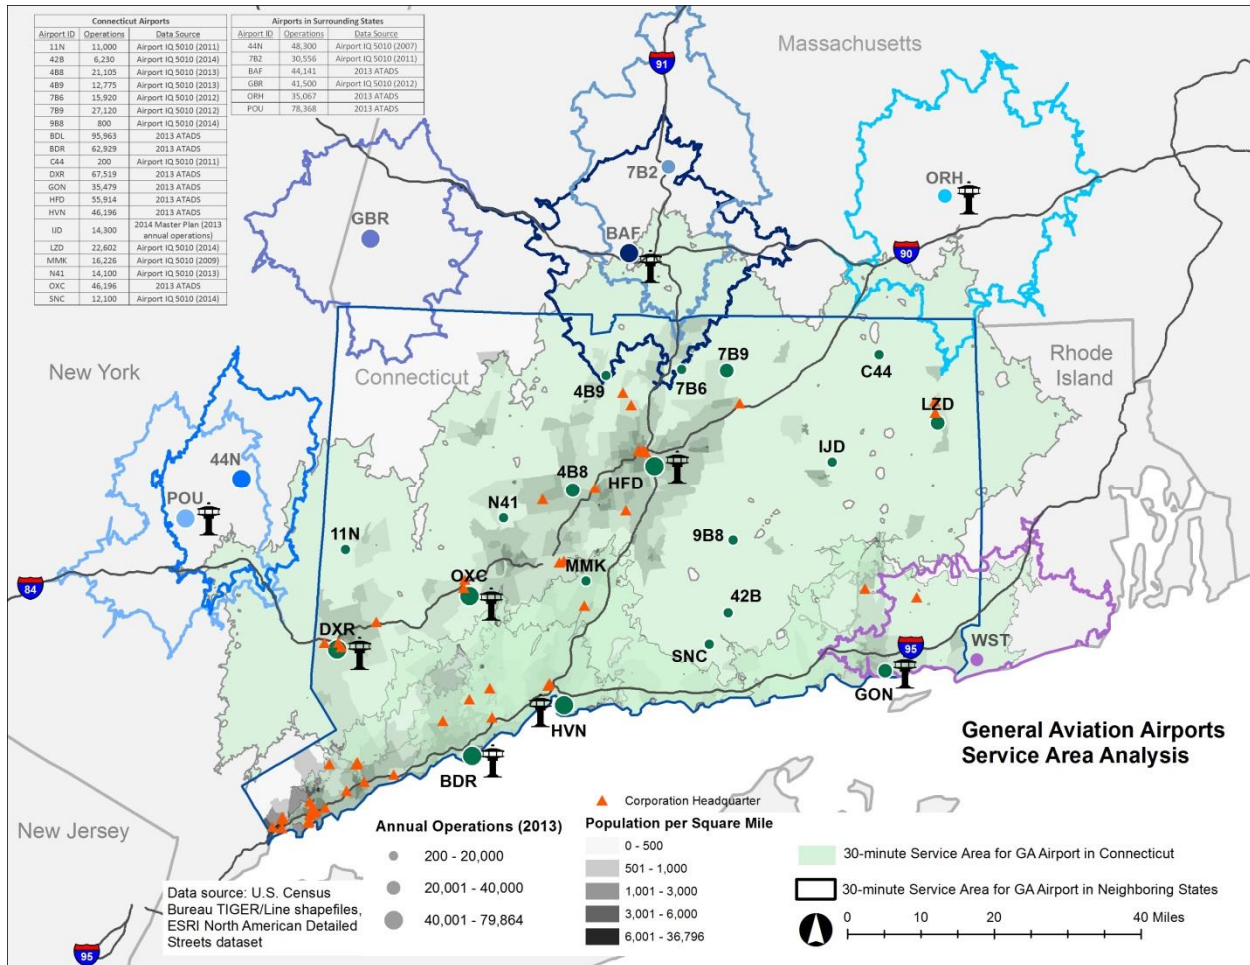 Connecticut Airports
Airport ID Operations Data Source
11N 11,000 Airport IQ 5010 (2011)
42B 6,230 Airport IQ 5010 (2014)
4B8 21,105 Airport IQ 5010 (2013)
4B9 12,775 Airport IQ 5010 (2013)
7B6 15,920 Airport IQ 5010 (2012)
7B9 27,120 Airport IQ 5010 (2012)
9B8 800 Airport IQ 5010 (2014)
BDL 95,963 2013 ATADS
BDR 62,929 2013 ATADS
C44 200 Airport IQ 5010 (2011)
DXR 67,519 2013 ATADS
GON 35,479 2013 ATADS
HFD 55,914 2013 ATADS
HVN 46,196 2013 ATADS
IJD 14,300 2014 Master Plan (2013
annual operations)
LZD 22,602 Airport IQ 5010 (2014)
MMK 16,226 Airport IQ 5010 (2009)
N41 14,100 Airport IQ 5010 (2013)
OXC 46,196 2013 ATADS
SNC 12,100 Airport IQ 5010 (2014)
Airports in Surrounding States
Airport ID Operations Data Source
44N 48,300 Airport IQ 5010 (2007)
7B2 30,556 Airport IQ 5010 (2011)
BAF 44,141 2013 ATADS
GBR 41,500 Airport IQ 5010 (2012)
ORH 35,067 2013 ATADS
POU 78,368 2013 ATADS
Massachusetts
91
7B2
ORH
GBR
BAF
90
New York
Connecticut
Rhode
Island
7B9
C44
4B9
7B6
LZD
44N
4B8
HFD
IJD
POU
N41
11N
9B8
84
OXC
MMK
42B
DXR
SNC
95
WST
GON
HVN
BDR
General Aviation Airports
Service Area Analysis
New Jersey
95
Corporation Headquarter
Annual Operations (2013)
200 - 20,000
20,001 - 40,000
40,001 - 79,864
Population per Square Mile
0 - 500
501 - 1,000
1,001 - 3,000
3,001 - 6,000
6,001 - 36,796
30-minute Service Area for GA Airport in Connecticut
30-minute Service Area for GA Airport in Neighboring States
0 10 20 40 Miles
Data source: U.S. Census
Bureau TIGER/Line shapefiles,
ESRI North American Detailed
Streets dataset